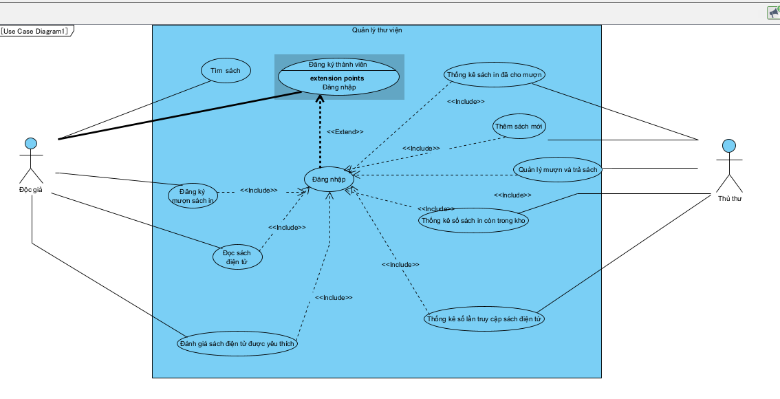 [Use Case Diagram1]
Quản lý thư viện
Tìm sách
Đăng ký thành viên
extension points
Đăng nhập
Thống kê sách in đã cho mượn
<<Include>>
<<Extend>>
Thêm sách mới
<<Include>>
Độc giả
Đăng nhập
Quản lý mượn và trả sách
Thủ thư
Đăng ký
mượn sách in
<<Include>>
<<Include>>
<<Include>>
Thống kê số sách in còn trong kho
<<Include>>
Đọc sách
điện tử
<<Include>>
<<Include>>
Thống kê số lần truy cập sách điện tử
Đánh giá sách điện tử được yêu thích